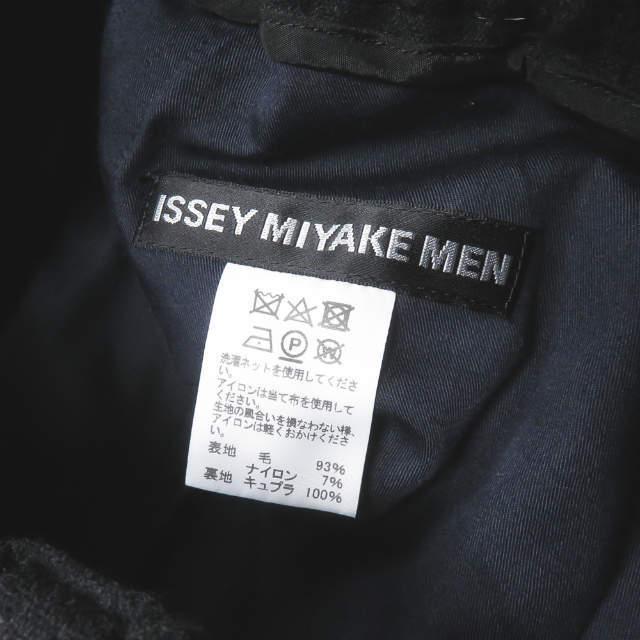 ISSEY MIYAKE MEN
P
洗濯ネットを使用してくださ
い。
アイロンは当て布を使用して
ください。
生地の風合いを損なわない様、
アイロンは軽くおかけくださ
い。
表地 毛 93%
ナイロン 7%
裏地 キュプラ 100%